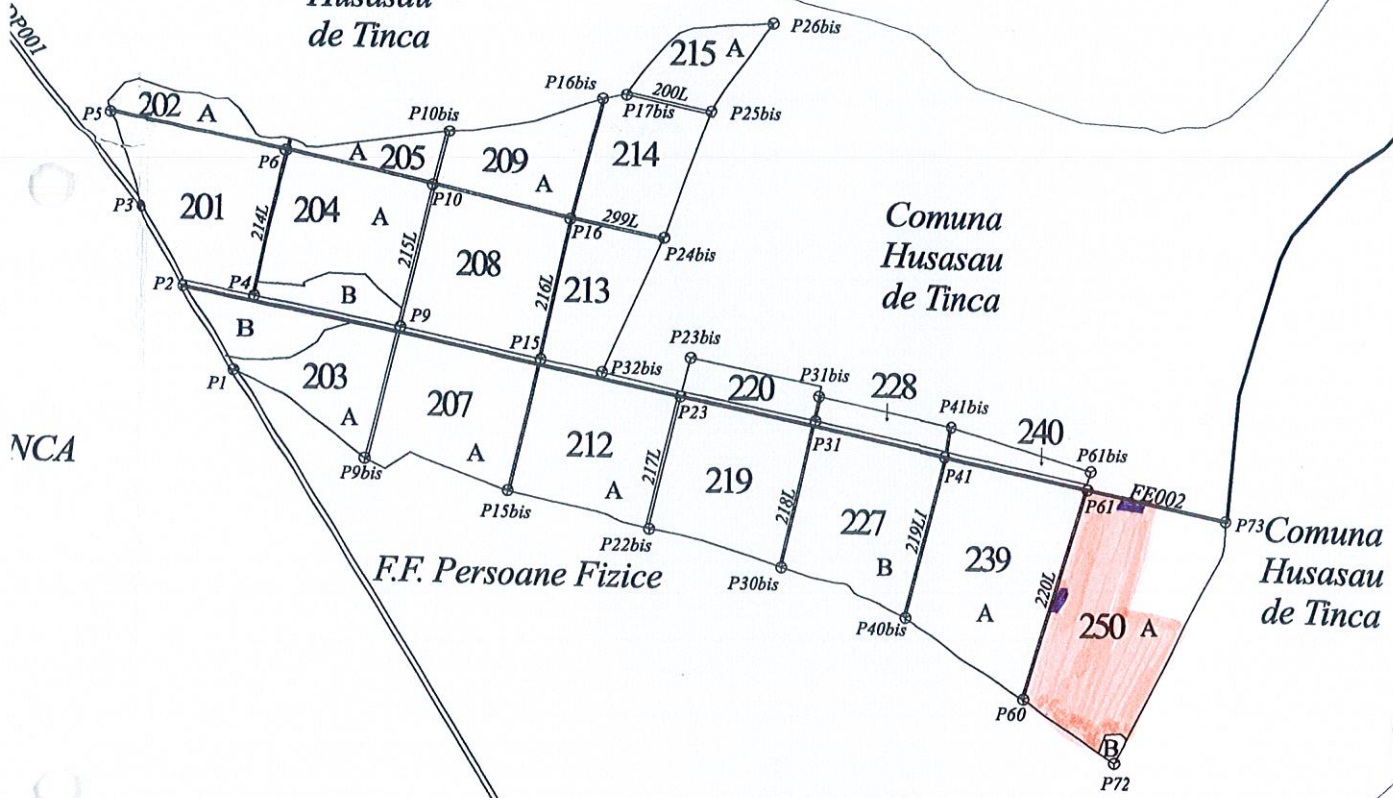 Husasau
de Tinca
P26bis
215 A
P16bis
200L
P17bis
P25bis
P5
202 A
P10bis
P6
A 205
209
A
214
P10
P3
201
214L
204 A
215L
299L
P16
P24bis
Comuna
Husasau
de Tinca
208
216L
213
P2
P4
B
B
P9
P15
P32bis
P23bis
P1
203
A
220
P31bis
228
P41bis
240
P61bis
207
A
P23
P31
P41
P61
FE002
NCA
P9bis
212
A
217L
219
218L
227
B
219L1
239
A
220L
250 A
P73
Comuna
Husasau
de Tinca
P15bis
P22bis
F.F. Persoane Fizice
P30bis
P40bis
P60
B
P72